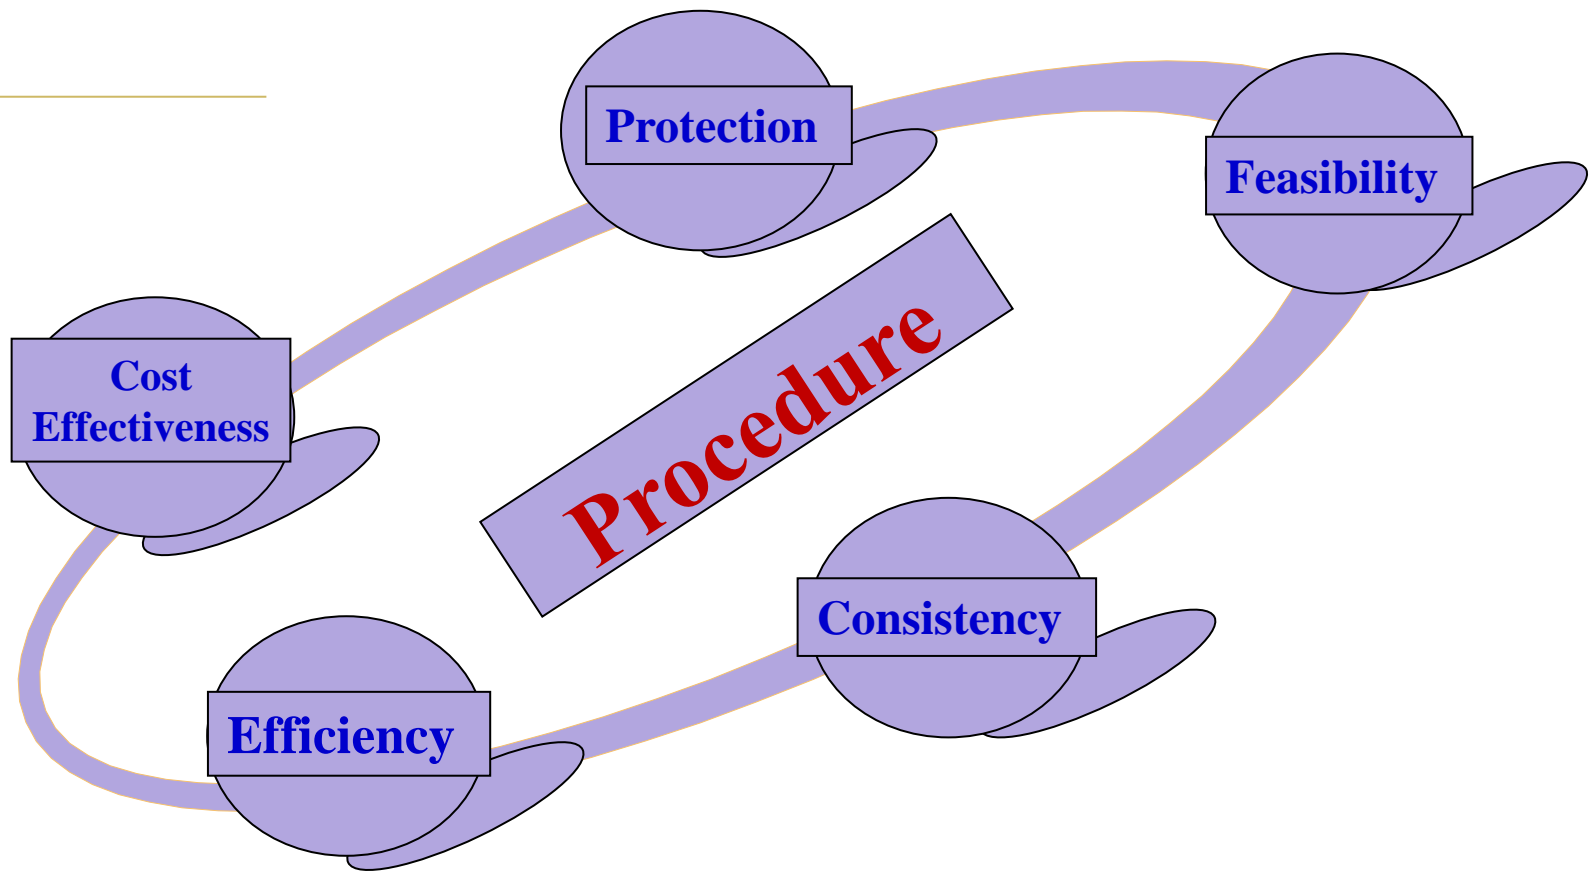 Protection
Feasibility
Cost
Effectiveness
Procedure
Consistency
Efficiency